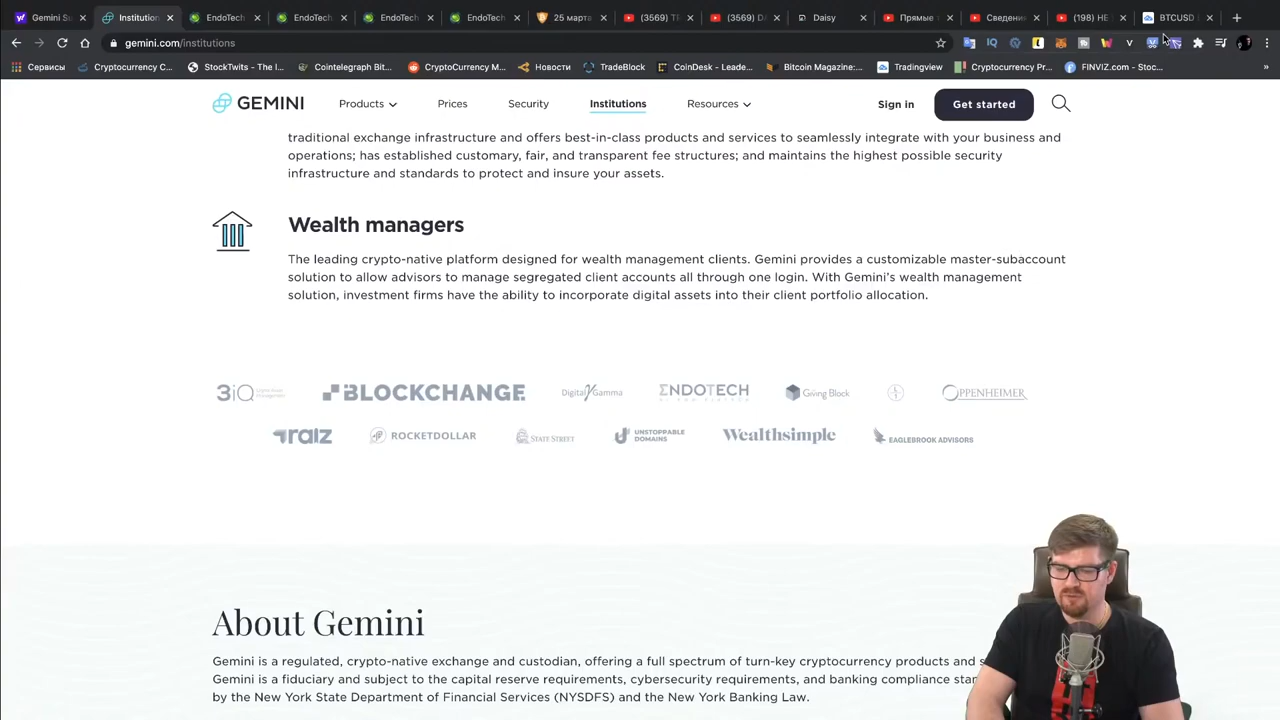 Gemini Su
Institution
EndoTech
EndoTech
EndoTech
EndoTech
25 марта
(3569) TF
(3569) D/
Daisy
Прямые т
Сведения
(198) НЕ
BTCUSD
gemini.com/institutions
Сервисы
Cryptocurrency C...
StockTwits - The l...
Cointelegraph Bit...
CryptoCurrency M...
Новости
TradeBlock
CoinDesk - Leade...
Bitcoin Magazine:...
Tradingview
Cryptocurrency Pr...
FINVIZ.com - Stoc...
GEMINI
Products
Prices
Security
Institutions
Resources
Sign in
Get started
traditional exchange infrastructure and offers best-in-class products and services to seamlessly integrate with your business and
operations; has established customary, fair, and transparent fee structures; and maintains the highest possible security
infrastructure and standards to protect and insure your assets.
Wealth managers
The leading crypto-native platform designed for wealth management clients. Gemini provides a customizable master-subaccount
solution to allow advisors to manage segregated client accounts all through one login. With Gemini's wealth management
solution, investment firms have the ability to incorporate digital assets into their client portfolio allocation.
3iQ
BLOCKCHANGE
Digital Gamma
ENDOTECH
Giving Block
OPPENHEIMER
raiz
ROCKETDOLLAR
STATE STREET
UNSTOPPABLE
DOMAINS
Wealthsimple
EAGLEBROOK ADVISORS
About Gemini
Gemini is a regulated, crypto-native exchange and custodian, offering a full spectrum of turn-key cryptocurrency products and s
Gemini is a fiduciary and subject to the capital reserve requirements, cybersecurity requirements, and banking compliance star
by the New York State Department of Financial Services (NYSDFS) and the New York Banking Law.